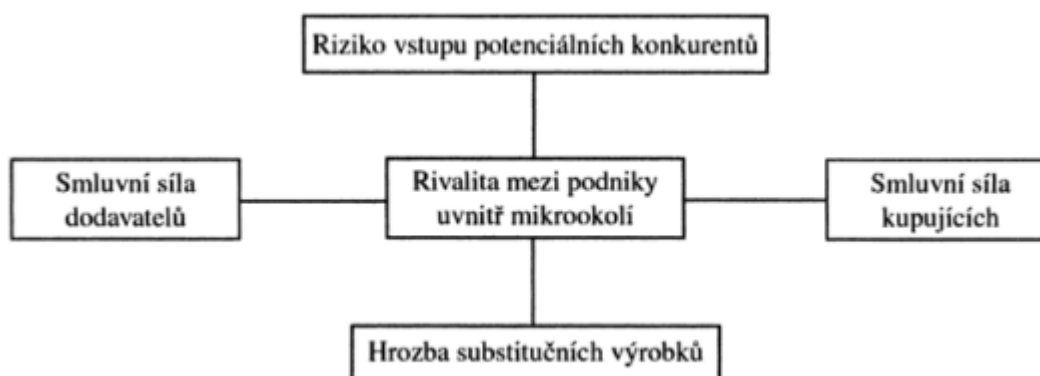 Riziko vstupu potenciálních konkurentů
Smluvní síla
dodavatelů
Rivalita mezi podniky
uvnitř mikrookolí
Smluvní síla
kupujících
Hrozba substitučních výrobků